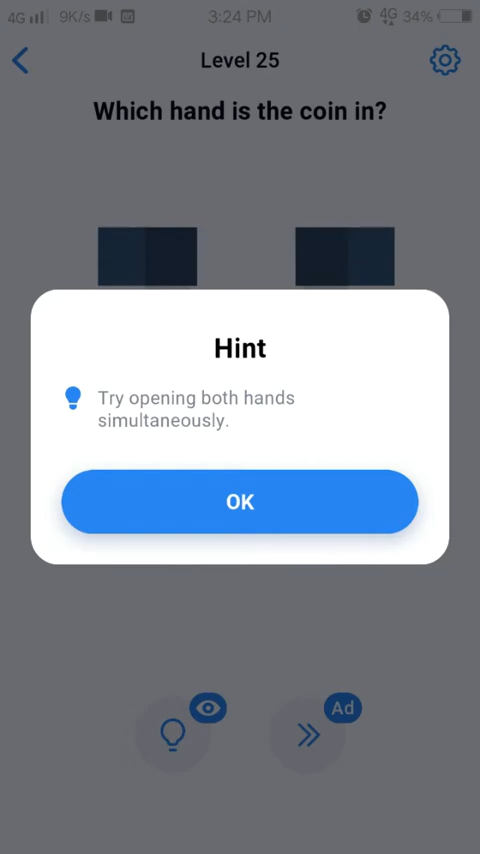 4G 9K/s 3:24 PM 4G 34%
Level 25
Which hand is the coin in?
Hint
Try opening both hands
simultaneously.
OK
Ad